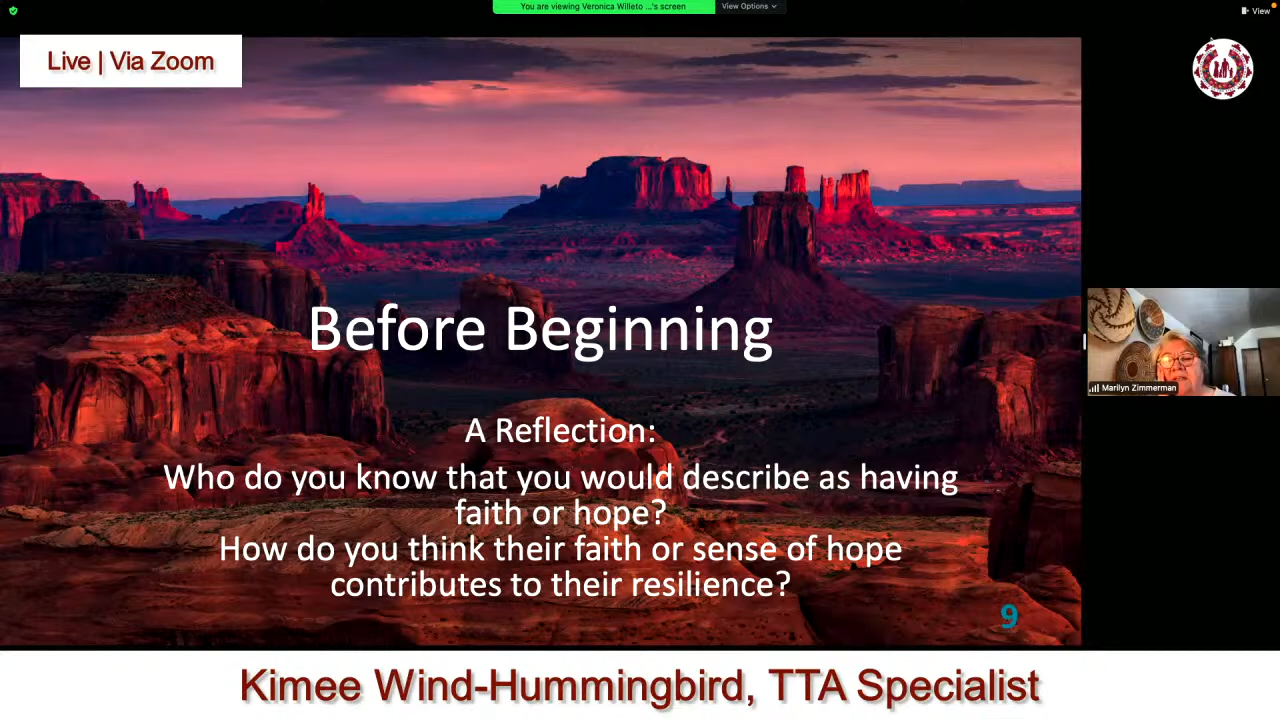 You are viewing Veronica Willeto ...'s screen
View Options
View
Live | Via Zoom
Before Beginning
A Reflection:
Who do you know that you would describe as having
faith or hope?
How do you think their faith or sense of hope
contributes to their resilience?
9
Marilyn Zimmerman
Kimee Wind-Hummingbird, TTA Specialist